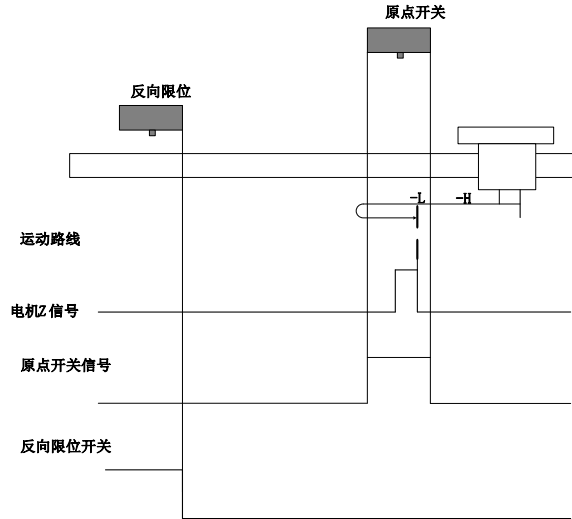 原点开关
反向限位
-L
-H
运动路线
电机Z信号
原点开关信号
反向限位开关